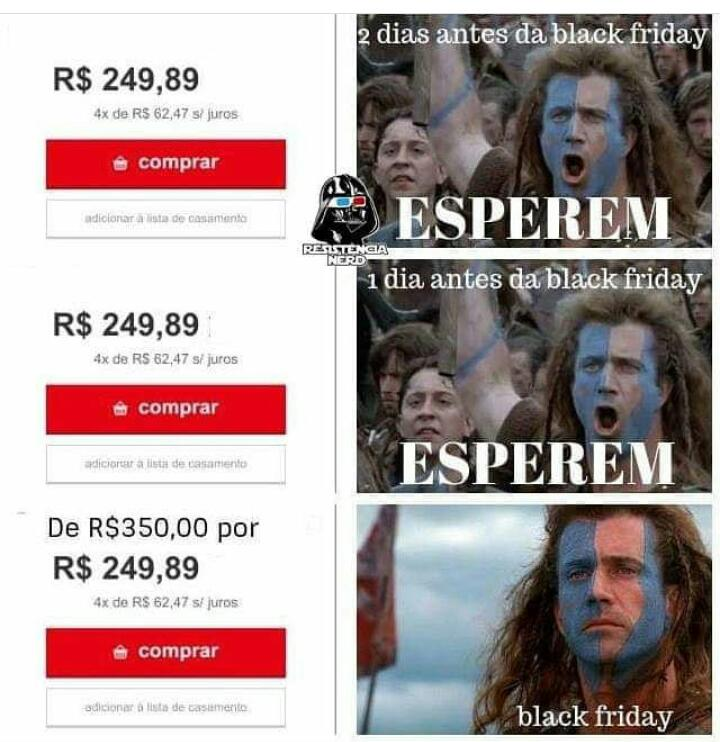 2 dias antes da black friday
R$ 249,89
4x de R$ 62,47 s/ juros
comprar
adicionar à lista de casamento
ESPEREM
RESISTÊNCIA
NERD
1 dia antes da black friday
R$ 249,89
4x de R$ 62,47 s/ juros
comprar
adicionar à lista de casamento
ESPEREM
De R$350,00 por
R$ 249,89
4x de R$ 62,47 s/ juros
comprar
adicionar à lista de casamento
black friday